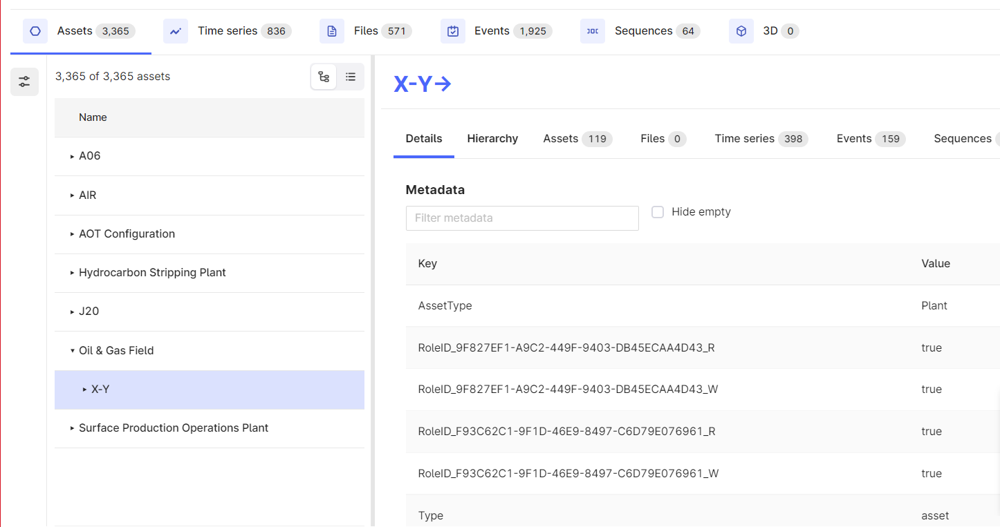 Assets 3,365 Time series 836 Files 571 Events 1,925 Sequences 64 3D 0
3,365 of 3,365 assets
Name
A06
AIR
AOT Configuration
Hydrocarbon Stripping Plant
J20
Oil & Gas Field
X-Y
Surface Production Operations Plant
X-Y→
Details Hierarchy Assets 119 Files 0 Time series 398 Events 159 Sequences
Metadata
Filter metadata Hide empty
Key Value
AssetType Plant
RoleID_9F827EF1-A9C2-449F-9403-DB45ECAA4D43_R true
RoleID_9F827EF1-A9C2-449F-9403-DB45ECAA4D43_W true
RoleID_F93C62C1-9F1D-46E9-8497-C6D79E076961_R true
RoleID_F93C62C1-9F1D-46E9-8497-C6D79E076961_W true
Type asset